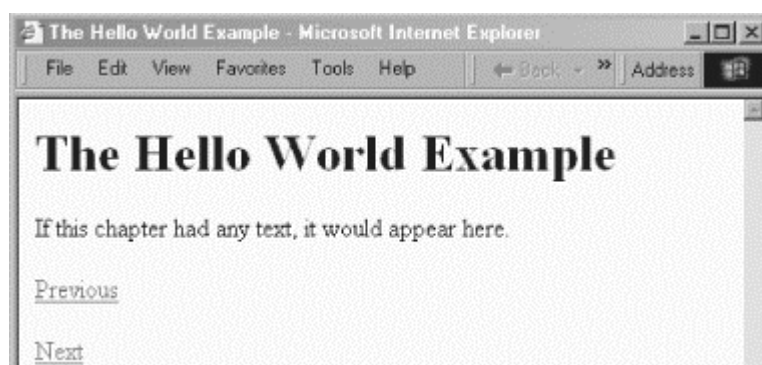 The Hello World Example - Microsoft Internet Explorer
File Edit View Favorites Tools Help Back » Address
The Hello World Example
If this chapter had any text, it would appear here.
Previous
Next